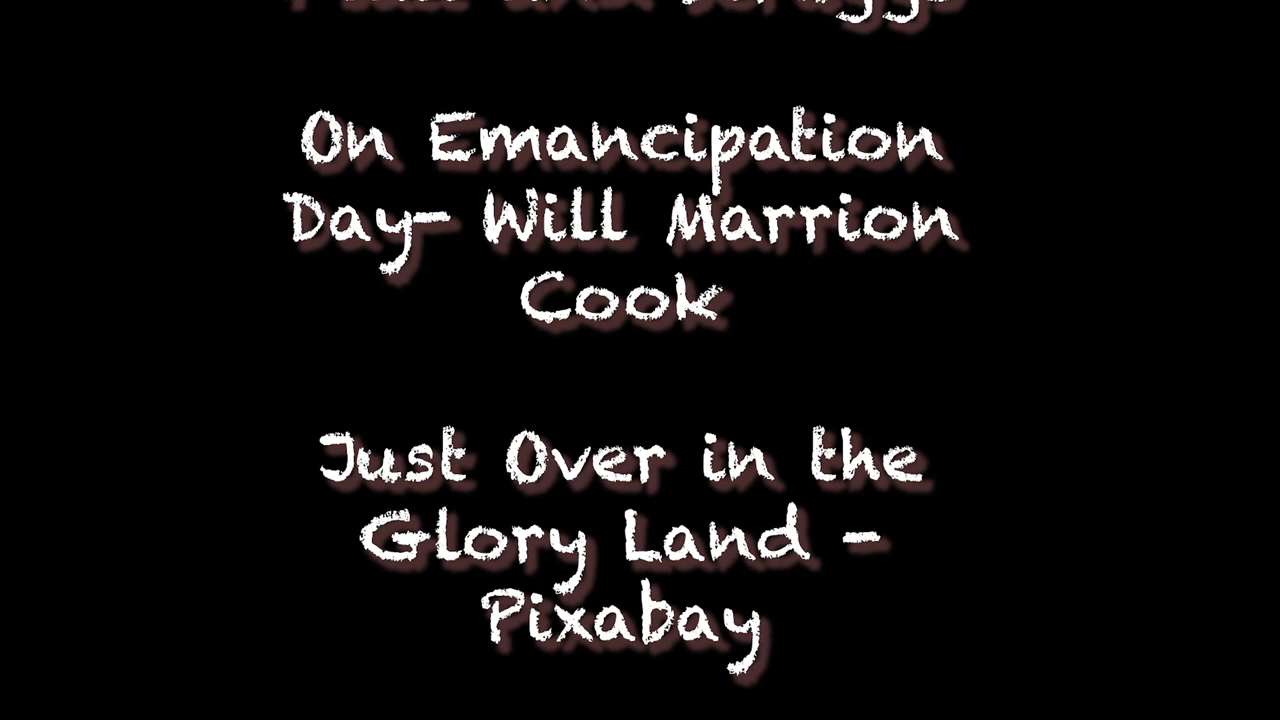 On Emancipation
Day- Will Marrion
Cook
Just Over in the
Glory Land -
Pixabay